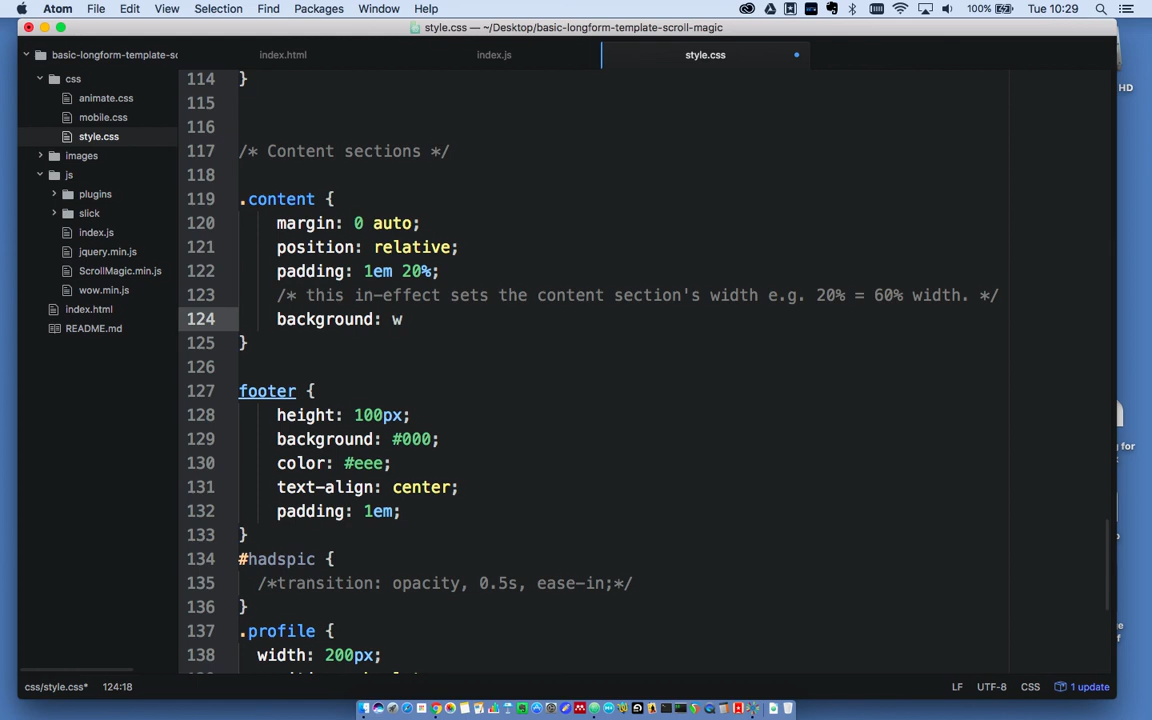 Atom File Edit View Selection Find Packages Window Help 100% Tue 10:29
style.css — ~/Desktop/basic-longform-template-scroll-magic
basic-longform-template-sc index.html index.js style.css
HD
css
animate.css
mobile.css
style.css
images
js
plugins
slick
index.js
jquery.min.js
ScrollMagic.min.js
wow.min.js
index.html
README.md
114 }
115
116
117 /* Content sections */
118
119 .content {
120 margin: 0 auto;
121 position: relative;
122 padding: 1em 20%;
123 /* this in-effect sets the content section's width e.g. 20% = 60% width. */
124 background: w
125 }
126
127 footer {
128 height: 100px;
129 background: #000;
130 color: #eee;
131 text-align: center;
132 padding: 1em;
133 }
134 #hadspic {
135 /*transition: opacity, 0.5s, ease-in;*/
136 }
137 .profile {
138 width: 200px;
ng for
css/style.css* 124:18 LF UTF-8 CSS 1 update